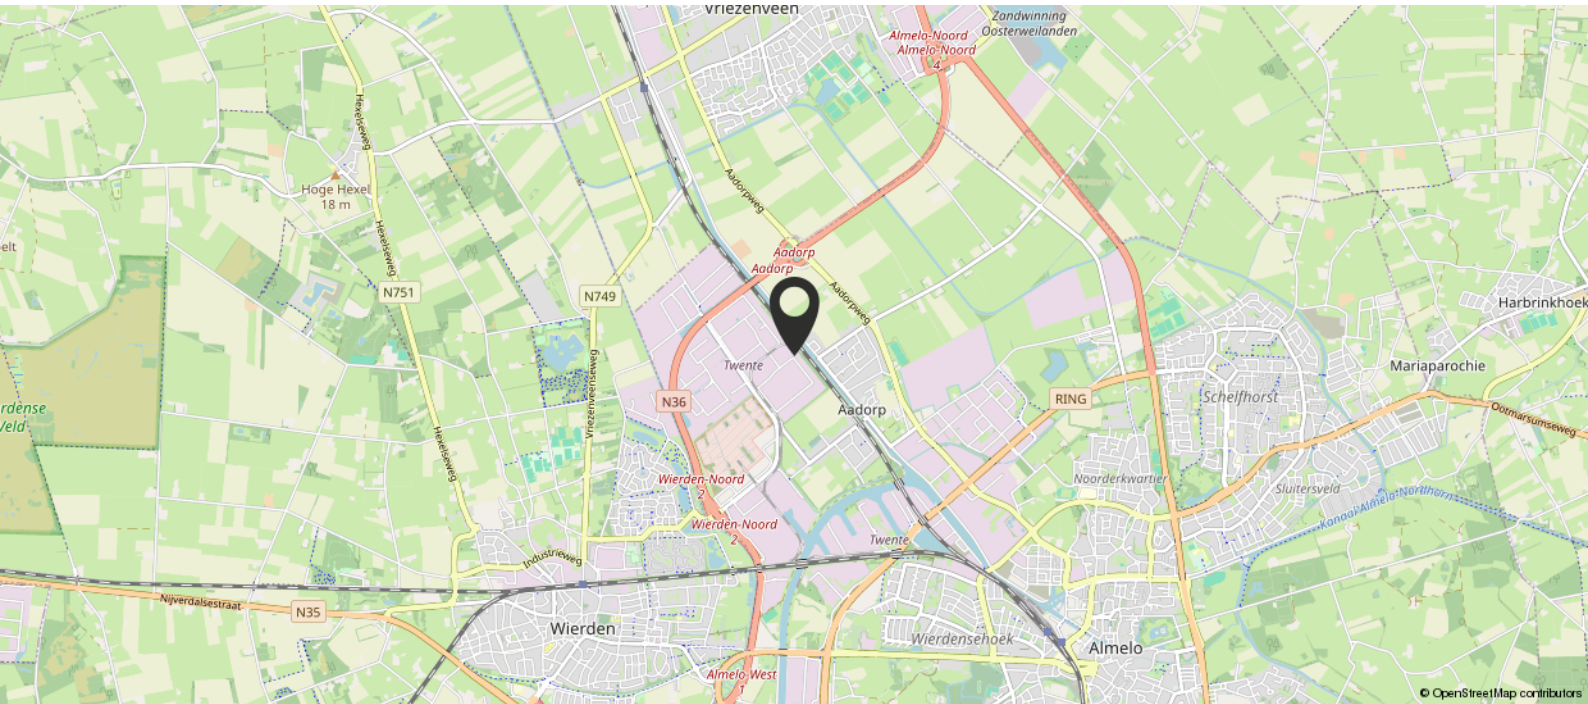 Vriezenveen
Zandwinning
Oosterweilanden
Almelo-Noord
Almelo-Noord
4
Hexelseweg
Hoge Hexel
18 m
Aadorpweg
Hexelseweg
Aadorp
Aadorp
elt
N751
N749
Aadorpweg
Harbrinkhoek
Vriezenveenseweg
Twente
Mariaparochie
N36
RING
Schelfhorst
rdense
Veld
Aadorp
Ootmarsumseweg
Hexelseweg
Wierden-Noord
2
Noorderkwartier
Sluitersveld
Kanaal Almelo-Nordhorn
Wierden-Noord
2
Twente
Industrieweg
Nijverdalsestraat
N35
Wierden
Wierdensehoek
Almelo
Almelo-West
1
© OpenStreetMap contributors